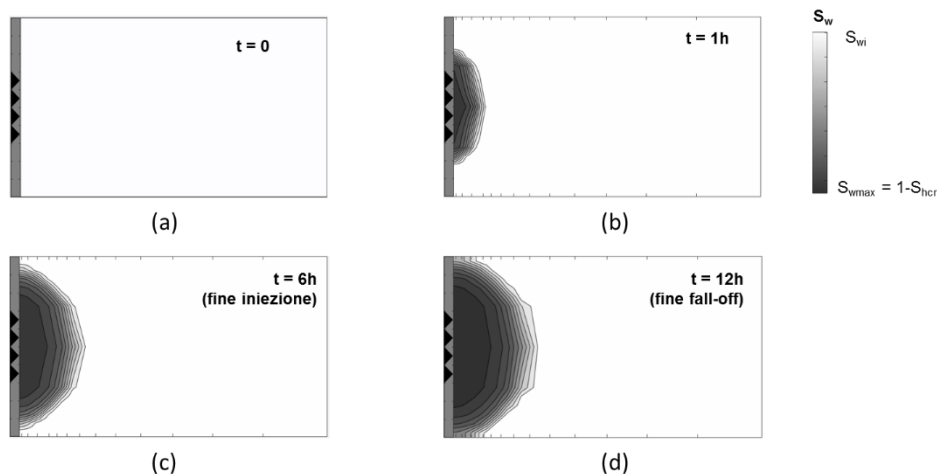 t = 0
(a)
t = 1h
(b)
Sw
Swi
Swmax = 1-Shcr
t = 6h
(fine iniezione)
(c)
t = 12h
(fine fall-off)
(d)